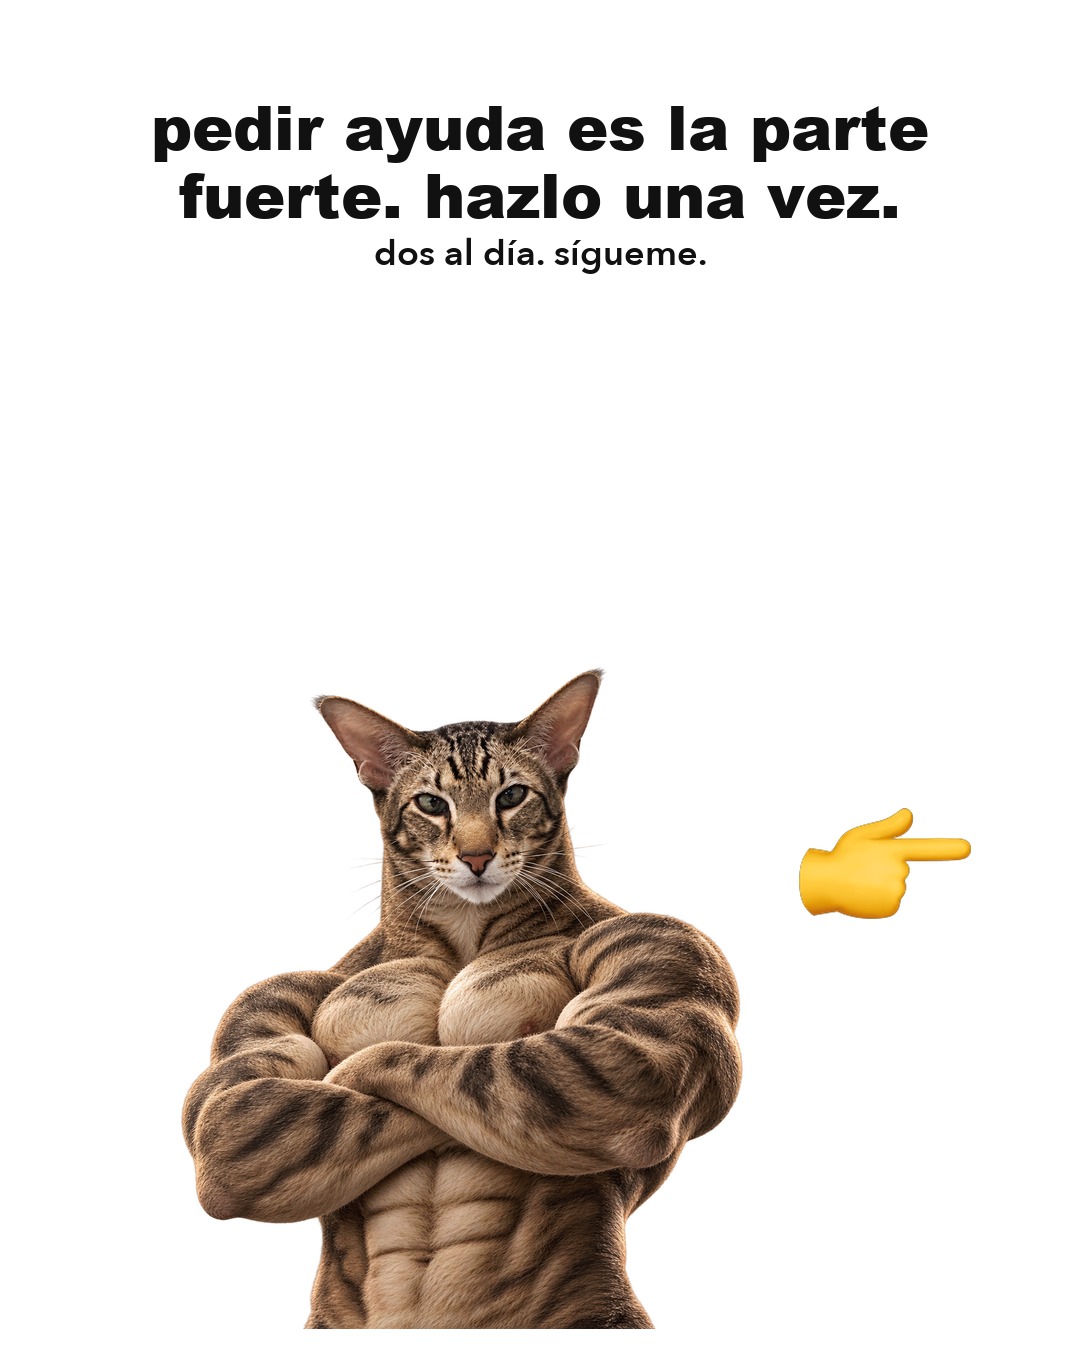 pedir ayuda es la parte
fuerte. hazlo una vez.
dos al día. sígueme.